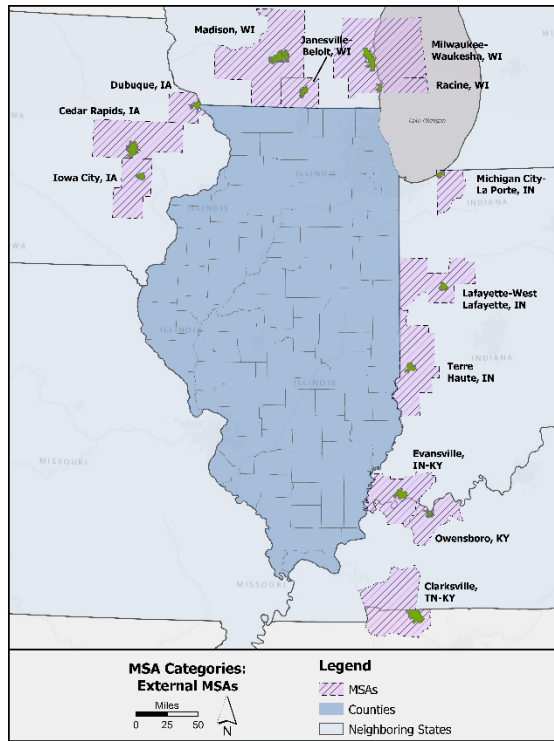 Madison, WI
Janesville-
Beloit, WI
Milwaukee-
Waukesha, WI
Racine, WI
Dubuque, IA
Cedar Rapids, IA
Iowa City, IA
Lake Michigan
Michigan City-
La Porte, IN
INDIANA
ILLINOIS
ILLINOIS
Lafayette-West
Lafayette, IN
ILLINOIS
INDIANA
Terre
Haute, IN
ILLINOIS
MISSOURI
Evansville,
IN-KY
Owensboro, KY
MISSOURI
Clarksville,
TN-KY
MSA Categories:
External MSAs
Miles
0 25 50
N
Legend
MSAs
Counties
Neighboring States